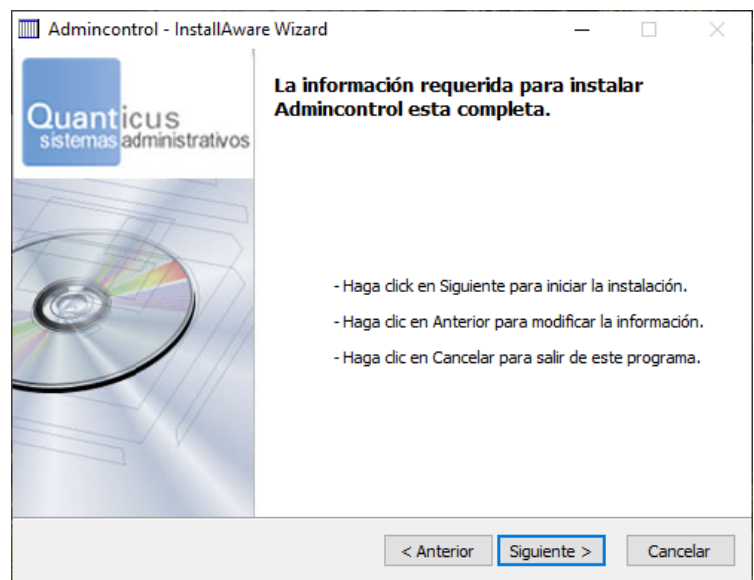 Admincontrol - InstallAware Wizard
Quanticus
sistemas administrativos
La información requerida para instalar
Admincontrol esta completa.
- Haga click en Siguiente para iniciar la instalación.
- Haga clic en Anterior para modificar la información.
- Haga clic en Cancelar para salir de este programa.
< Anterior Siguiente > Cancelar